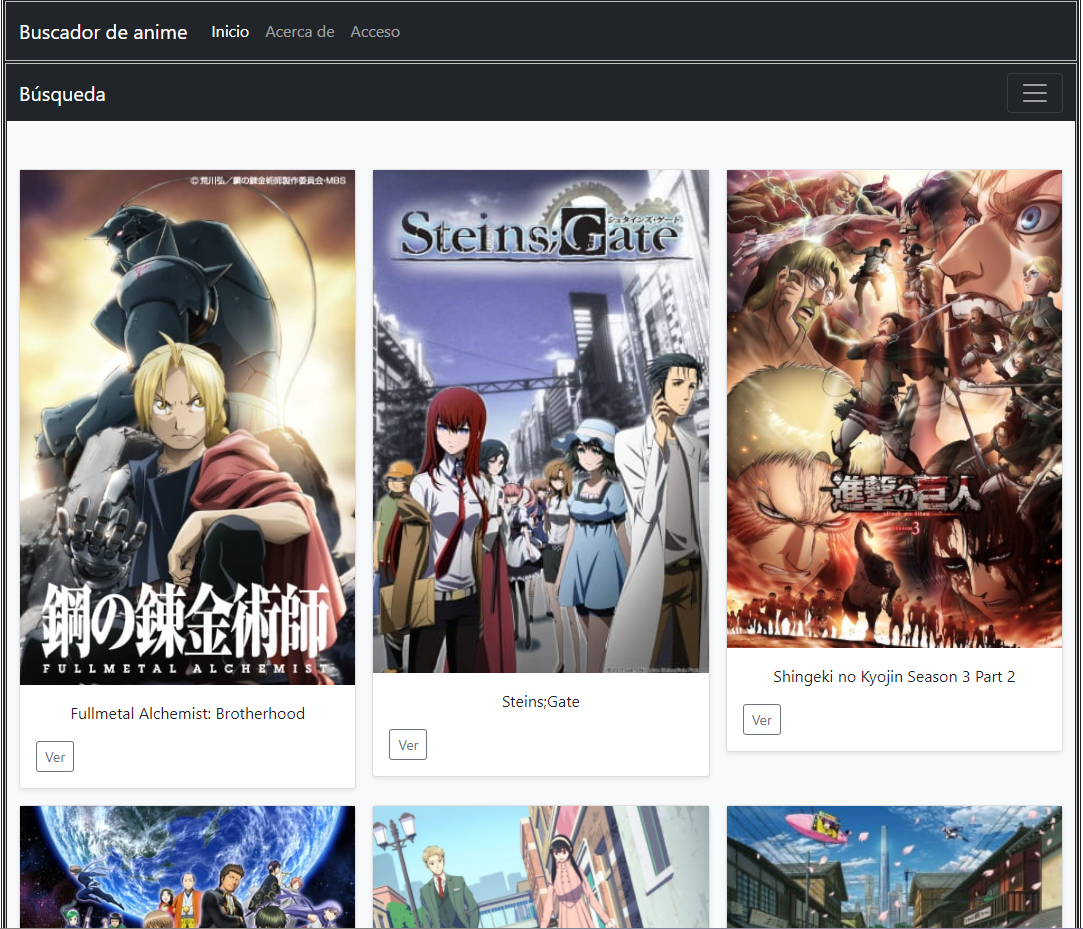 Buscador de anime Inicio Acerca de Acceso
Búsqueda
©荒川弘／鋼の錬金術師製作委員会・MBS
鋼の錬金術師
FULLMETAL ALCHEMIST
Fullmetal Alchemist: Brotherhood
Ver
シュタインズ・ゲート
Steins;Gate
Steins;Gate
Ver
進撃の巨人
attack on titan
3
Shingeki no Kyojin Season 3 Part 2
Ver